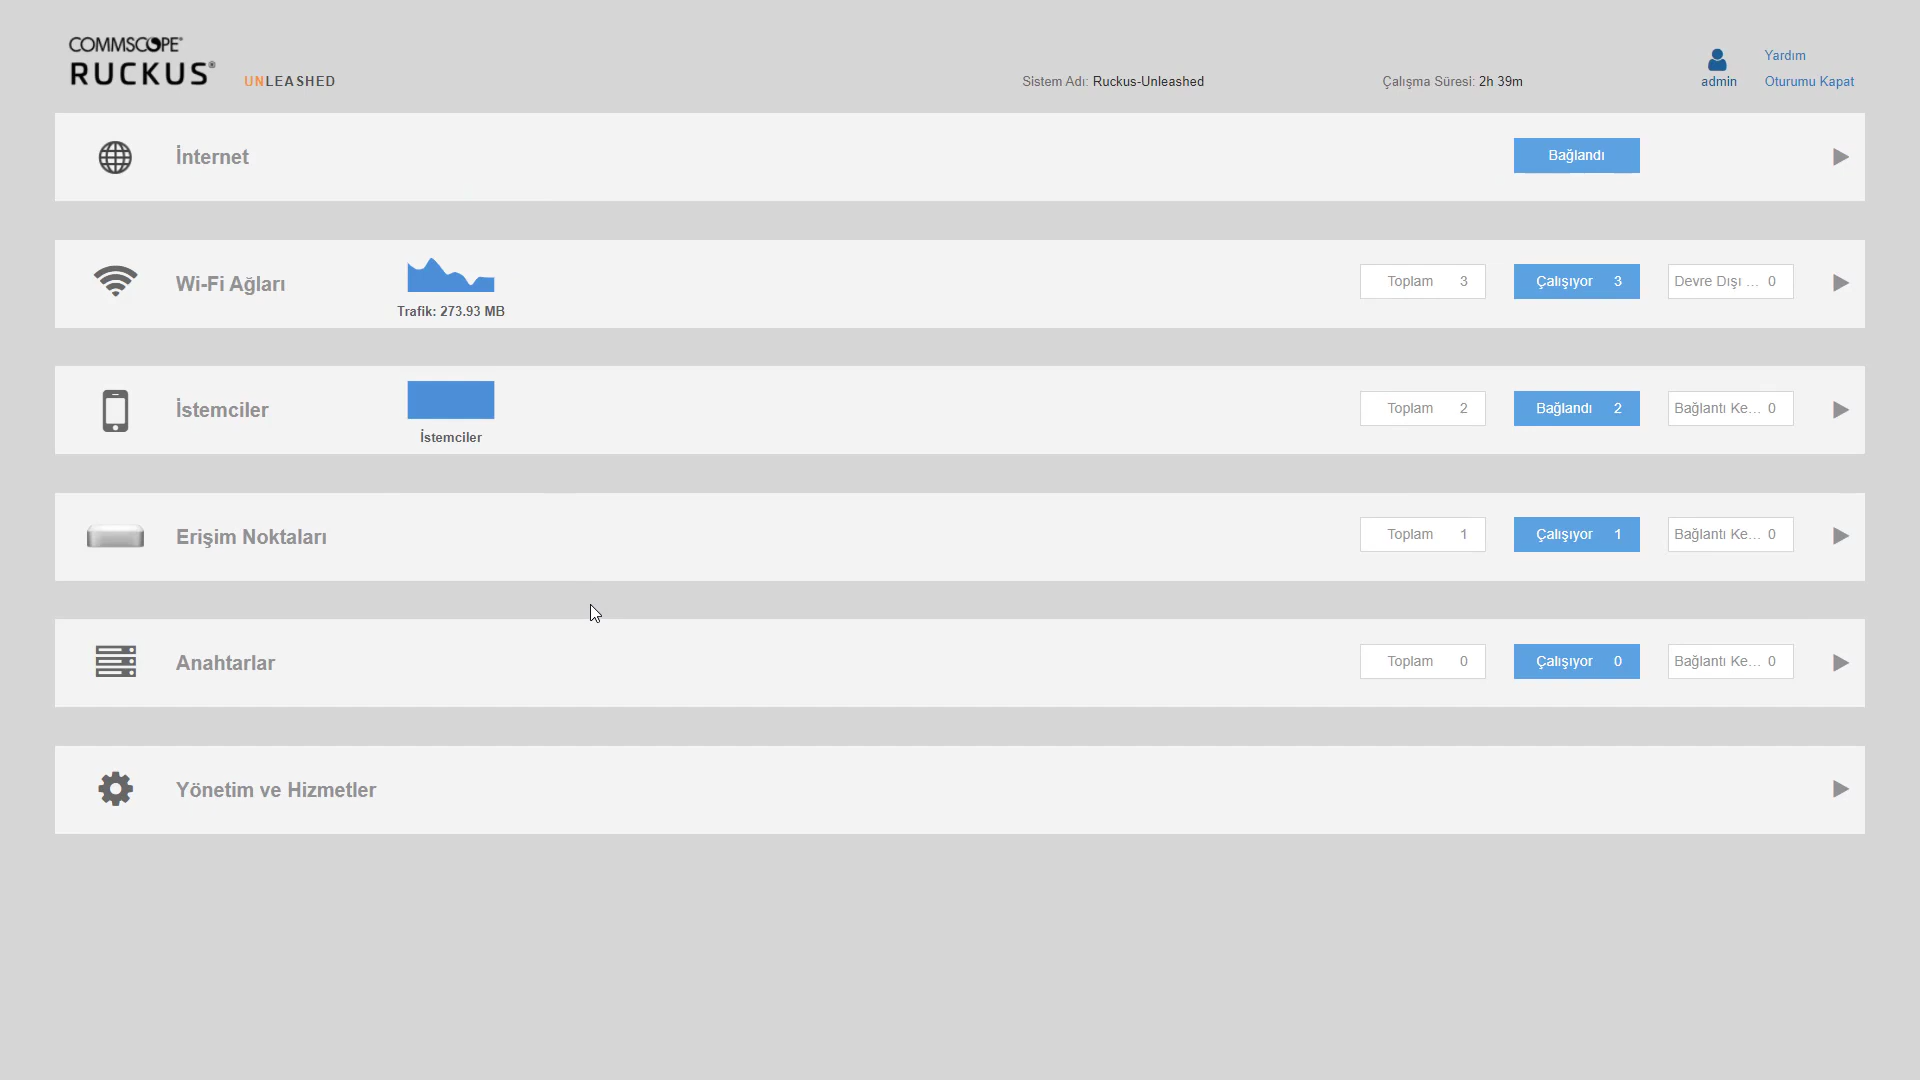 COMMSCOPE®
RUCKUS®
UNLEASHED
Sistem Adı: Ruckus-Unleashed
Çalışma Süresi: 2h 39m
admin
Yardım
Oturumu Kapat
İnternet
Bağlandı
Wi-Fi Ağları
Trafik: 273.93 MB
Toplam 3
Çalışıyor 3
Devre Dışı ... 0
İstemciler
İstemciler
Toplam 2
Bağlandı 2
Bağlantı Ke... 0
Erişim Noktaları
Toplam 1
Çalışıyor 1
Bağlantı Ke... 0
Anahtarlar
Toplam 0
Çalışıyor 0
Bağlantı Ke... 0
Yönetim ve Hizmetler